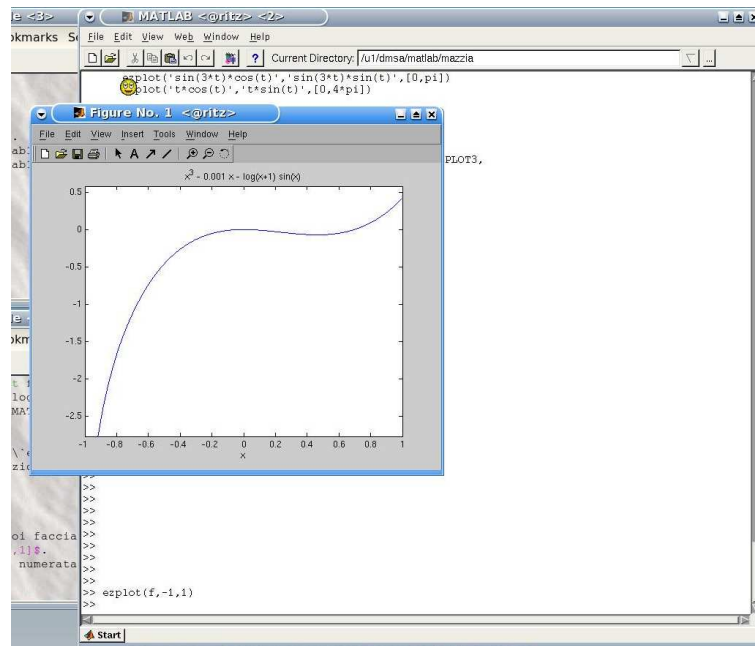 le <3>
MATLAB <@ritz> <2>
okmarks
File Edit View Web Window Help
? Current Directory: /u1/dmsa/matlab/mazzia ...
ezplot('sin(3*t)*cos(t)','sin(3*t)*sin(t)',[0,pi])
plot('t*cos(t)','t*sin(t)',[0,4*pi])
Figure No. 1 <@ritz>
File Edit View Insert Tools Window Help
A
PLOT3,
x^3 - 0.001 x - log(x+1) sin(x)
0.5
0
-0.5
-1
-1.5
-2
-2.5
-1 -0.8 -0.6 -0.4 -0.2 0 0.2 0.4 0.6 0.8 1
x
>>
>>
>>
>>
>>
>>
>>
>>
>>
>>
>> ezplot(f,-1,1)
>>
oi faccia
,1]$.
numerata
Start